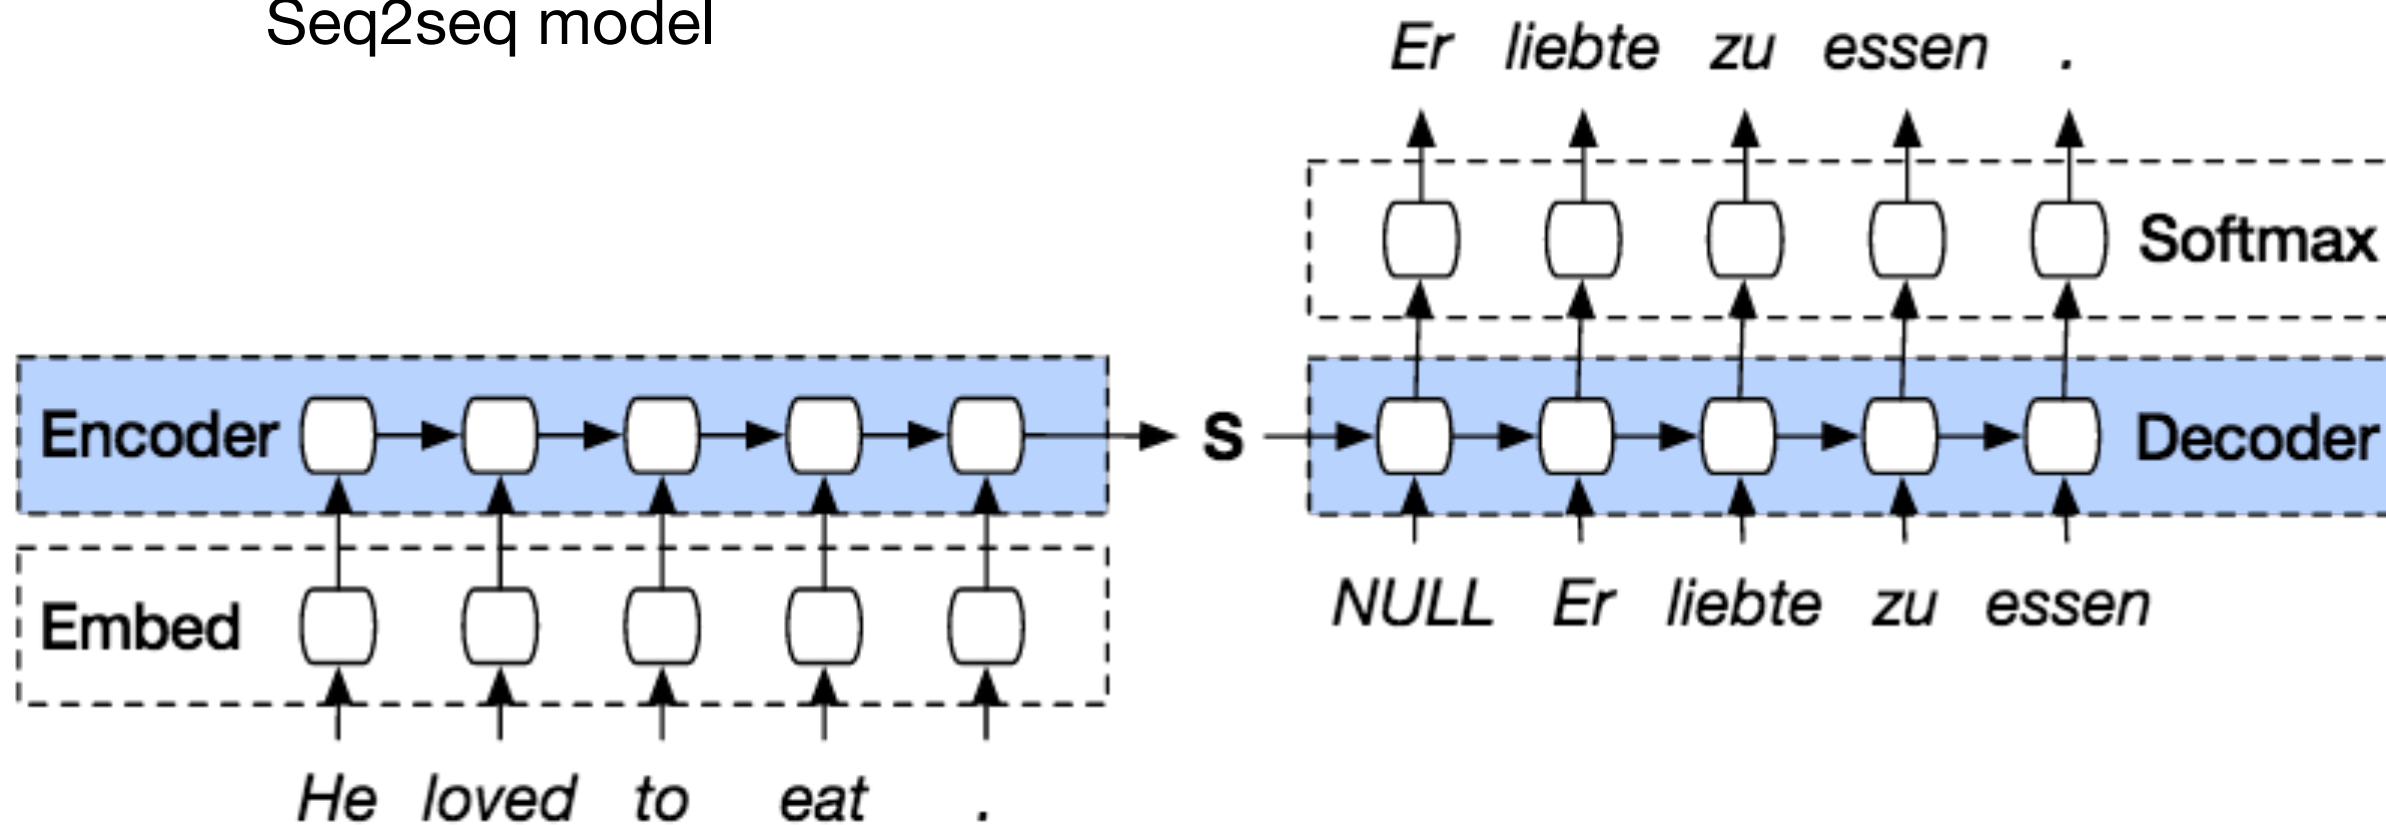 Seq2seq model
Er liebte zu essen .
Softmax
Encoder
S
Decoder
Embed
NULL Er liebte zu essen
He loved to eat .